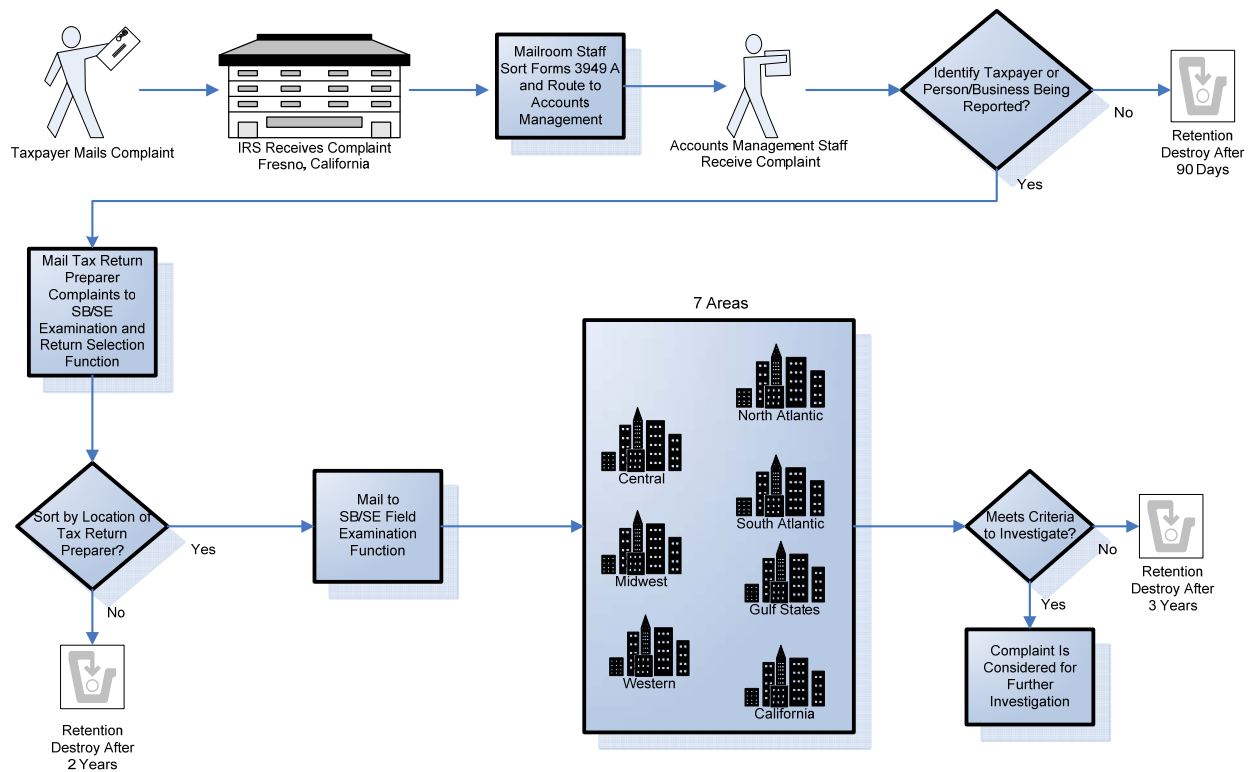 Taxpayer Mails Complaint
IRS Receives Complaint
Fresno, California
Mailroom Staff
Sort Forms 3949 A
and Route to
Accounts
Management
Accounts Management Staff
Receive Complaint
Identify Taxpayer or
Person/Business Being
Reported?
No
Retention
Destroy After
90 Days
Yes
Mail Tax Return
Preparer
Complaints to
SB/SE
Examination and
Return Selection
Function
Sort by Location of
Tax Return
Preparer?
Yes
No
Retention
Destroy After
2 Years
Mail to
SB/SE Field
Examination
Function
7 Areas
North Atlantic
Central
South Atlantic
Midwest
Gulf States
Western
California
Meets Criteria
to Investigate?
No
Retention
Destroy After
3 Years
Yes
Complaint Is
Considered for
Further
Investigation